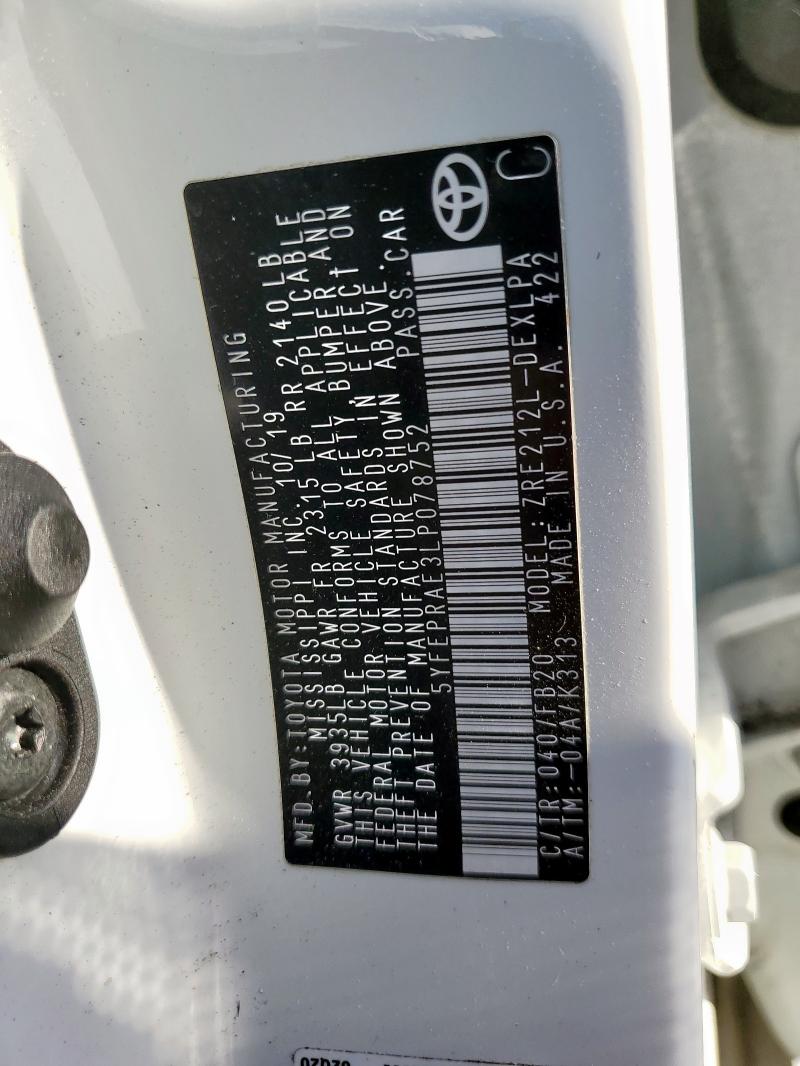 MFD.BY:TOYOTA MOTOR MANUFACTURING
MISSISSIPPI INC. 10/19
GVWR 3935LB GAWR FR 2315 LB RR 2140 LB
THIS VEHICLE CONFORMS TO ALL APPLICABLE
FEDERAL MOTOR VEHICLE SAFETY, BUMPER, AND
THEFT PREVENTION STANDARDS IN EFFECT ON
THE DATE OF MANUFACTURE SHOWN ABOVE.
5YFEPRAE3LP078752 PASS.CAR
C/TR:040/FB20 MODEL:ZRE212L-DEXLPA
A/TM:-04A/K313 MADE IN U.S.A. 422
C